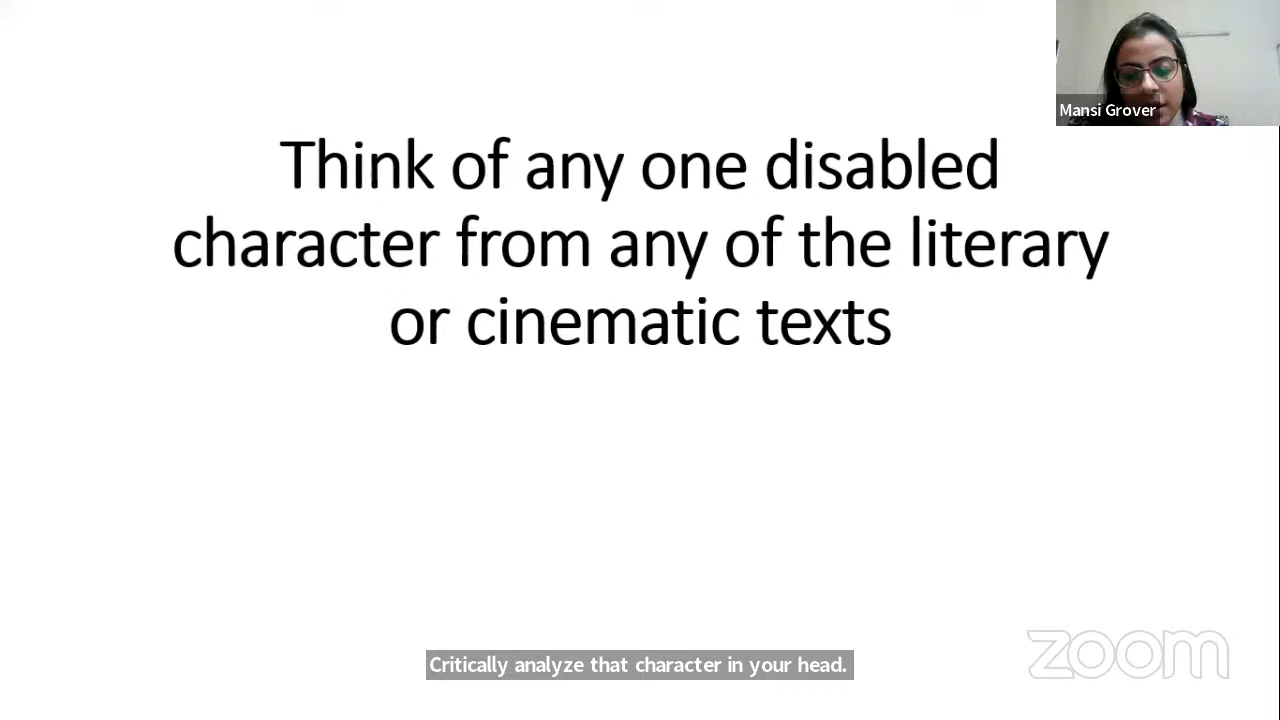 Mansi Grover
Think of any one disabled
character from any of the literary
or cinematic texts
Critically analyze that character in your head.
zoom